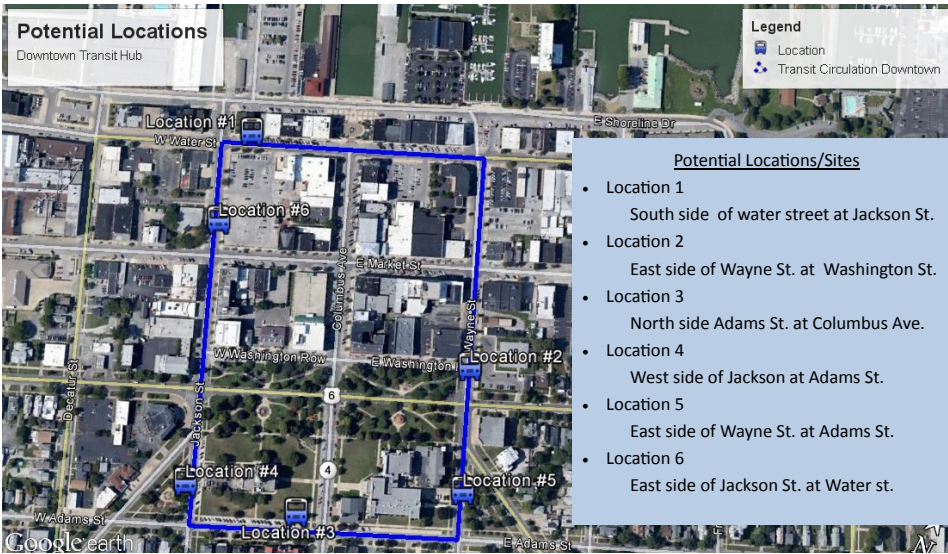 Potential Locations
Downtown Transit Hub
Legend
Location
Transit Circulation Downtown
E Shoreline Dr
Location #1
W Water St
Location #6
E Market St
Columbus Ave
Wayne St
W Washington Row
E Washington
Location #2
6
Decatur St
Jackson St
Location #4
4
Location #5
Location #3
W Adams St
E Adams St
Google earth
N
Potential Locations/Sites
• Location 1
South side of water street at Jackson St.
• Location 2
East side of Wayne St. at Washington St.
• Location 3
North side Adams St. at Columbus Ave.
• Location 4
West side of Jackson at Adams St.
• Location 5
East side of Wayne St. at Adams St.
• Location 6
East side of Jackson St. at Water st.